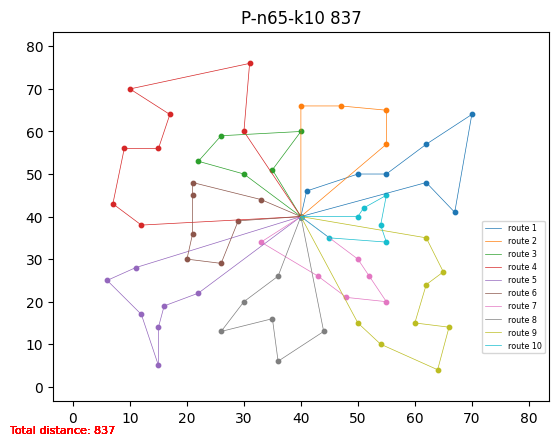 P-n65-k10 837
80
70
60
50
40
30
20
10
0
0 10 20 30 40 50 60 70 80
route 1
route 2
route 3
route 4
route 5
route 6
route 7
route 8
route 9
route 10
Total distance: 837